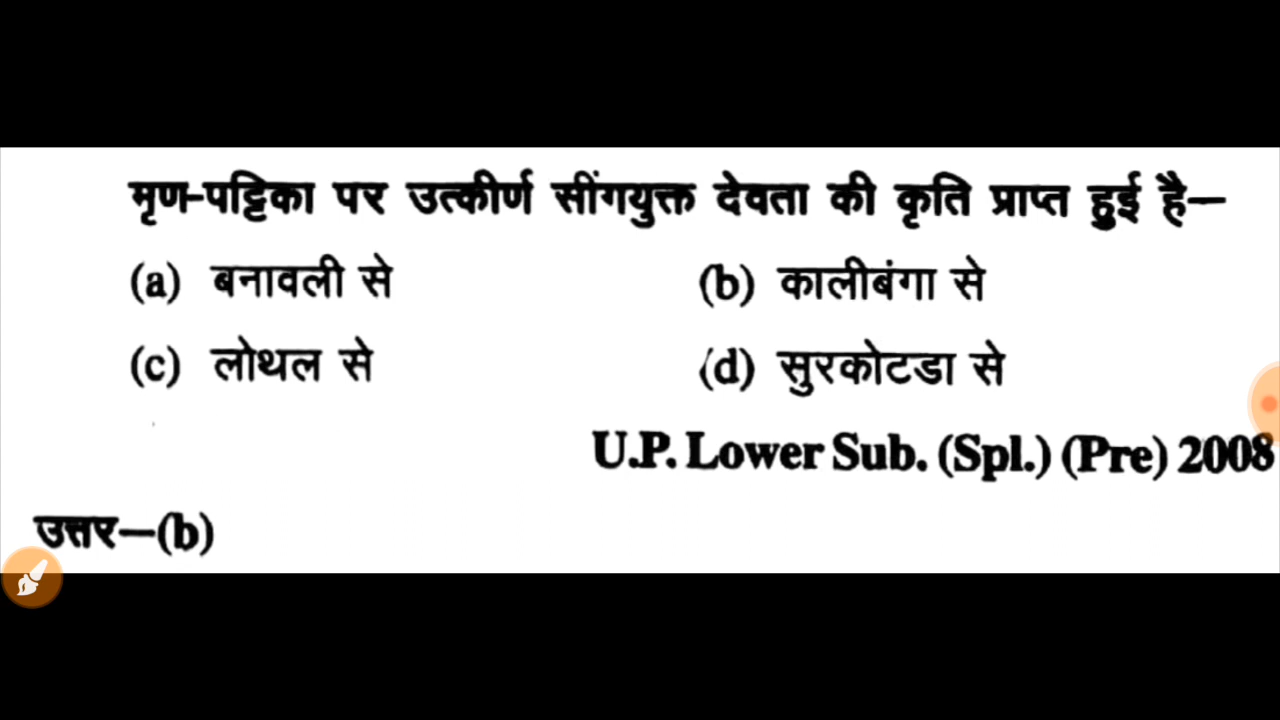 मृण-पट्टिका पर उत्कीर्ण सींगयुक्त देवता की कृति प्राप्त हुई है—
(a) बनावली से (b) कालीबंगा से
(c) लोथल से (d) सुरकोटडा से
U.P. Lower Sub. (Spl.) (Pre) 2008
उत्तर—(b)